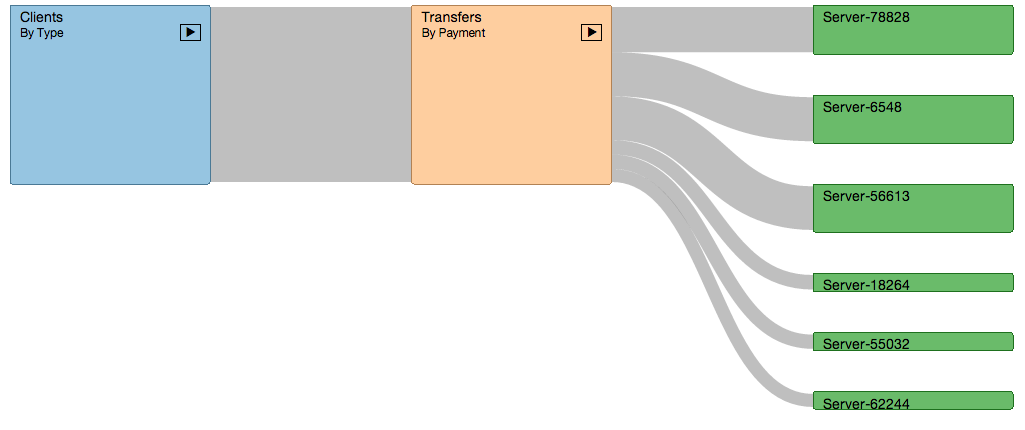 Clients
By Type
Transfers
By Payment
Server-78828
Server-6548
Server-56613
Server-18264
Server-55032
Server-62244